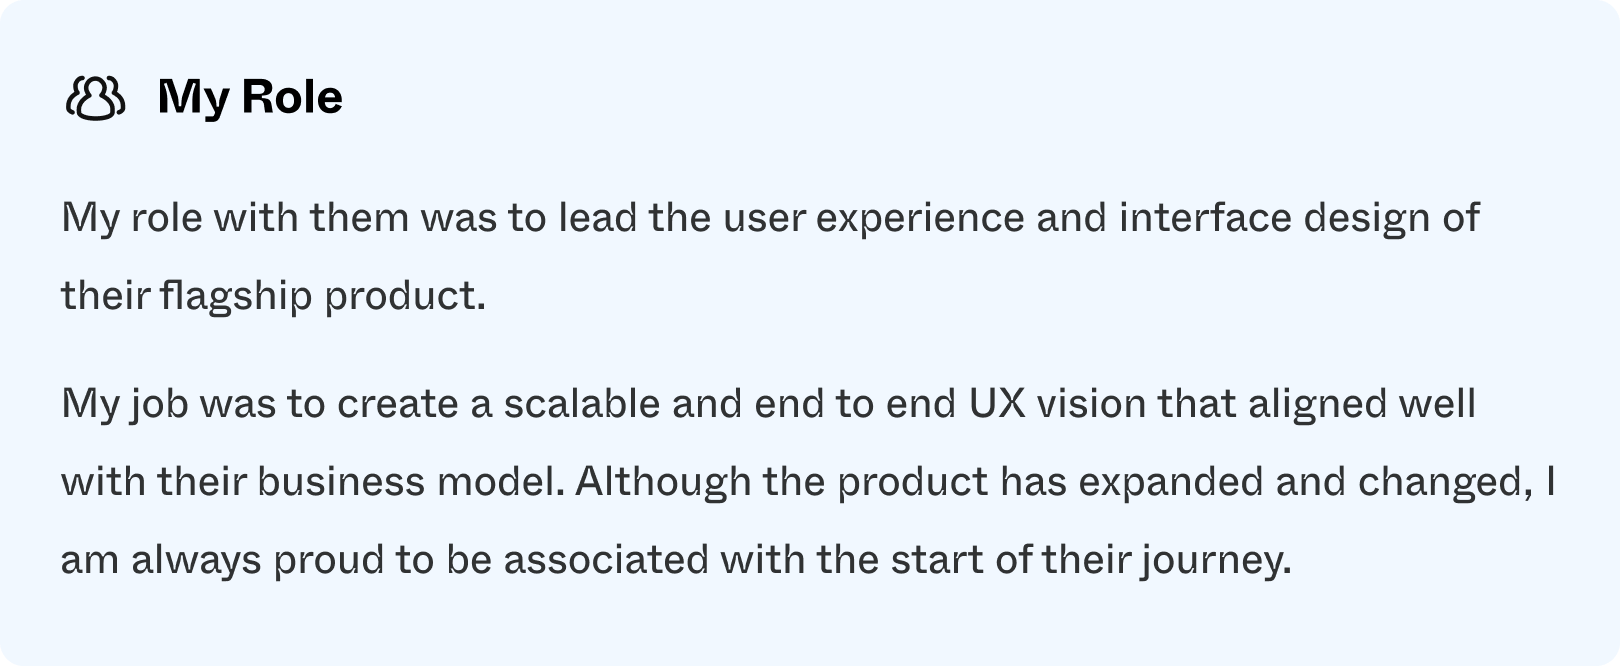 My Role
My role with them was to lead the user experience and interface design of
their flagship product.
My job was to create a scalable and end to end UX vision that aligned well
with their business model. Although the product has expanded and changed, I
am always proud to be associated with the start of their journey.